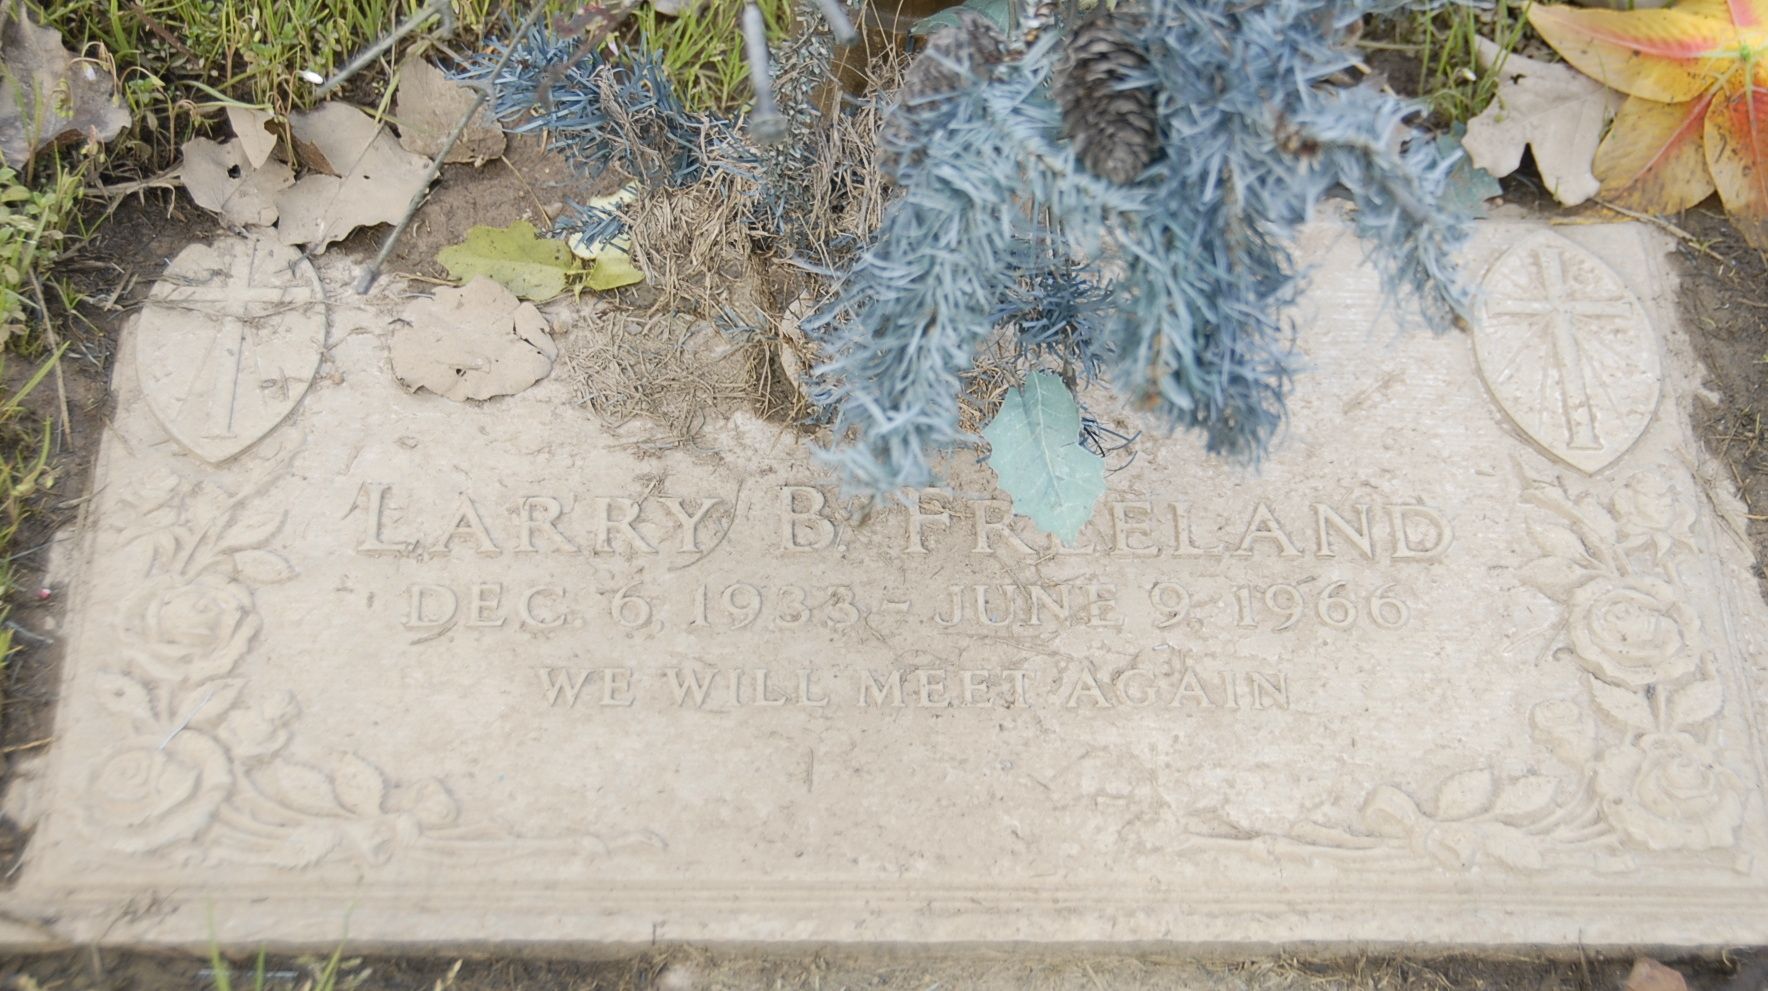 LARRY B. FREELAND
DEC. 6, 1933 - JUNE 9, 1966
WE WILL MEET AGAIN